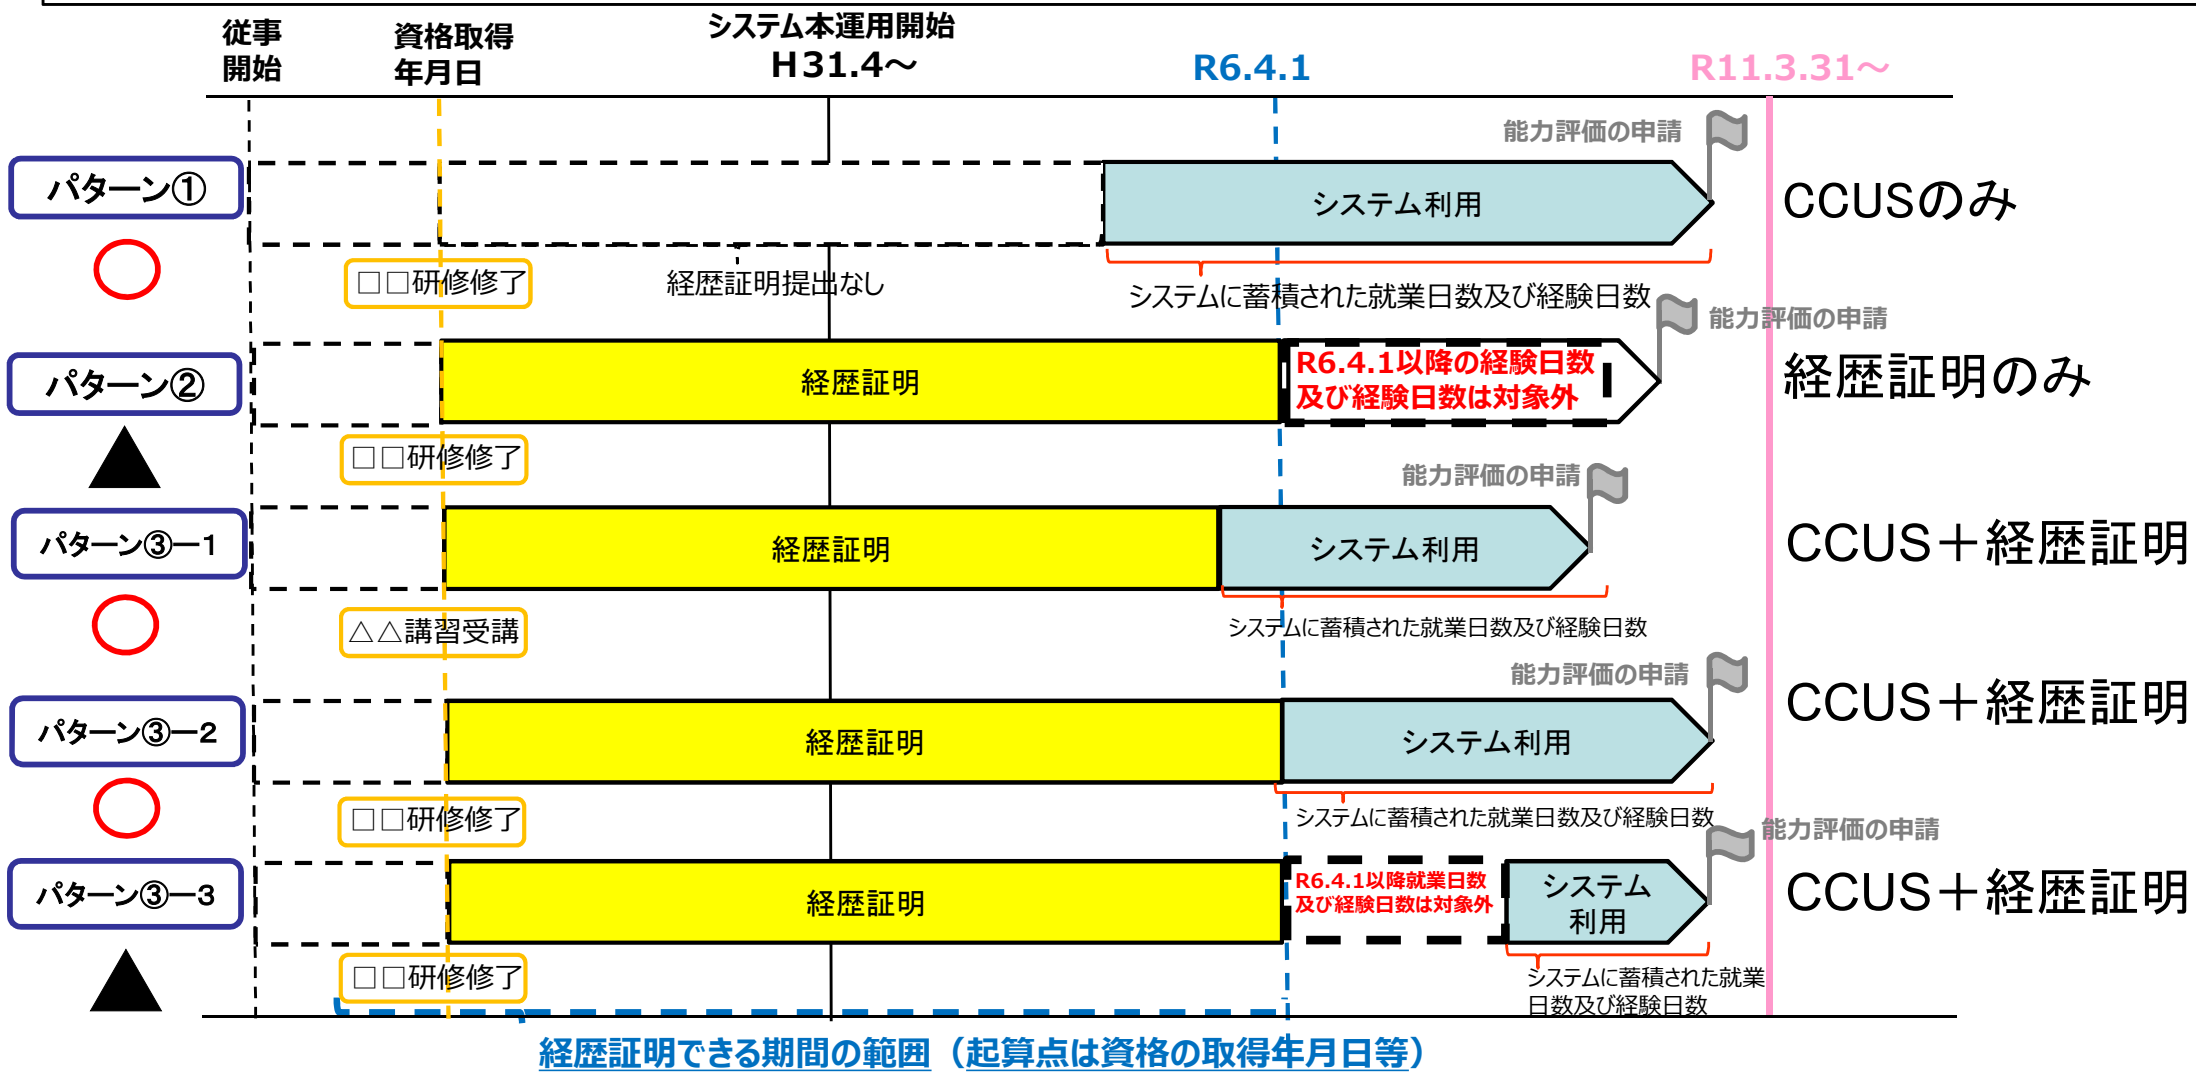 従事
開始
資格取得
年月日
システム本運用開始
H31.4～
R6.4.1
R11.3.31～
能力評価の申請
パターン①
システム利用
CCUSのみ
□□研修修了
経歴証明提出なし
システムに蓄積された就業日数及び経験日数
能力評価の申請
パターン②
経歴証明
R6.4.1以降の経験日数
及び経験日数は対象外
経歴証明のみ
□□研修修了
能力評価の申請
パターン③ー1
経歴証明
システム利用
CCUS＋経歴証明
△△講習受講
システムに蓄積された就業日数及び経験日数
能力評価の申請
パターン③ー2
経歴証明
システム利用
CCUS＋経歴証明
□□研修修了
システムに蓄積された就業日数及び経験日数
能力評価の申請
パターン③ー3
経歴証明
R6.4.1以降就業日数
及び経験日数は対象外
システム
利用
CCUS＋経歴証明
□□研修修了
システムに蓄積された就業
日数及び経験日数
経歴証明できる期間の範囲（起算点は資格の取得年月日等）